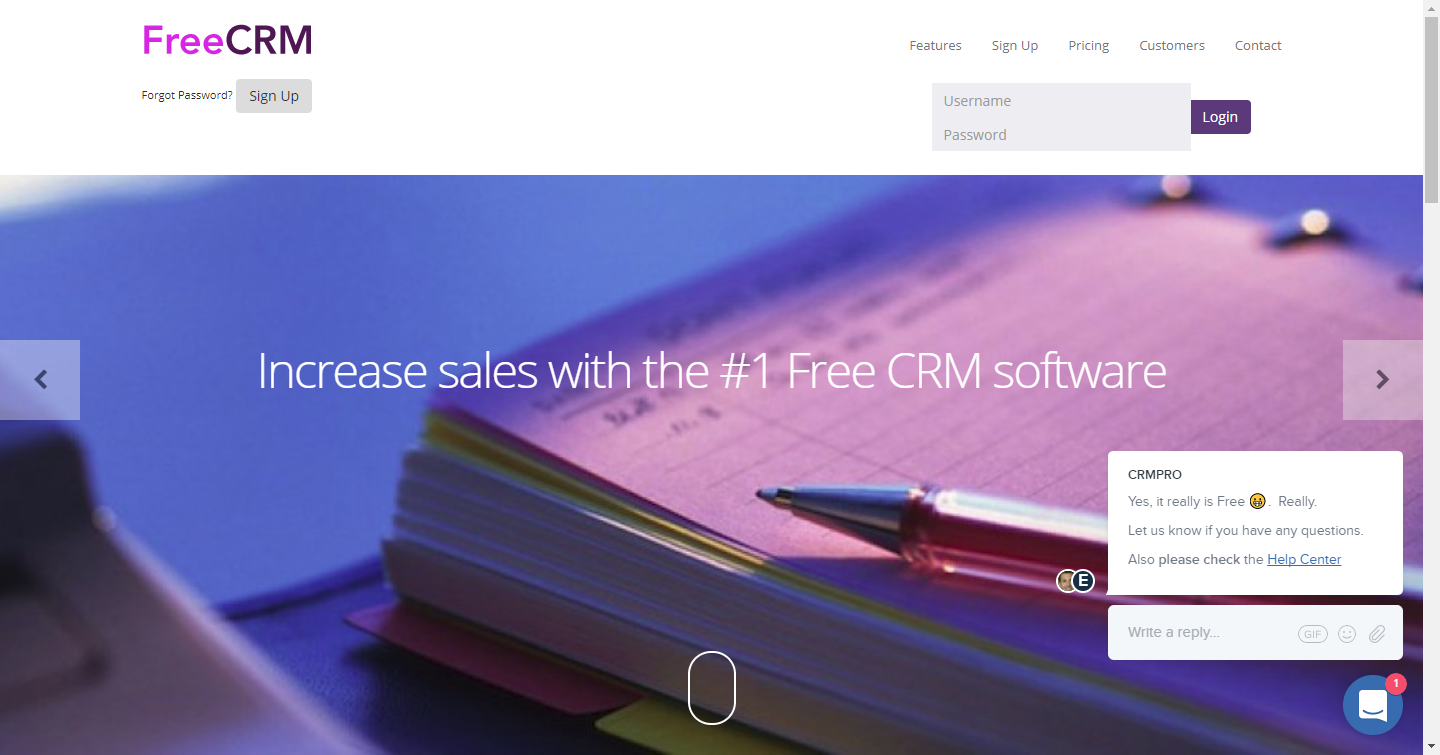 FreeCRM
Features Sign Up Pricing Customers Contact
Forgot Password? Sign Up
Username
Password
Login
Increase sales with the #1 Free CRM software
CRMPRO
Yes, it really is Free 😁. Really.
Let us know if you have any questions.
Also please check the Help Center
E
Write a reply...
GIF
1